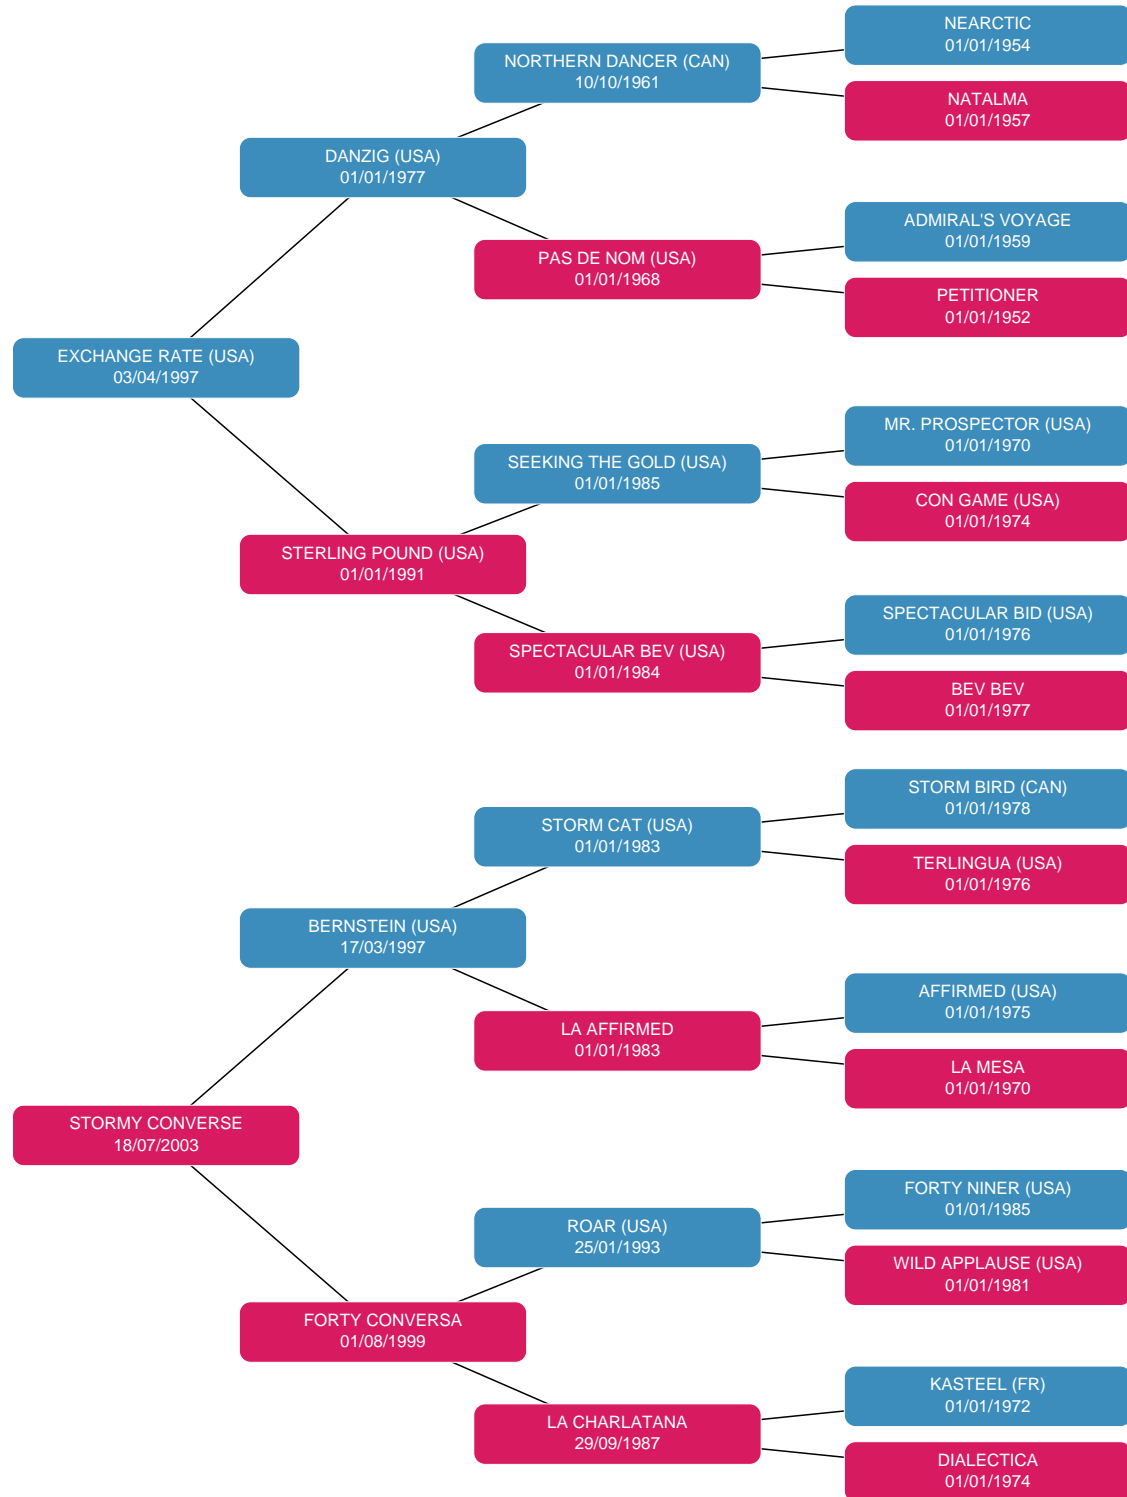 NEARCTIC
01/01/1954
NORTHERN DANCER (CAN)
10/10/1961
NATALMA
01/01/1957
DANZIG (USA)
01/01/1977
ADMIRAL'S VOYAGE
01/01/1959
PAS DE NOM (USA)
01/01/1968
PETITIONER
01/01/1952
EXCHANGE RATE (USA)
03/04/1997
MR. PROSPECTOR (USA)
01/01/1970
SEEKING THE GOLD (USA)
01/01/1985
CON GAME (USA)
01/01/1974
STERLING POUND (USA)
01/01/1991
SPECTACULAR BID (USA)
01/01/1976
SPECTACULAR BEV (USA)
01/01/1984
BEV BEV
01/01/1977
STORM BIRD (CAN)
01/01/1978
STORM CAT (USA)
01/01/1983
TERLINGUA (USA)
01/01/1976
BERNSTEIN (USA)
17/03/1997
AFFIRMED (USA)
01/01/1975
LA AFFIRMED
01/01/1983
LA MESA
01/01/1970
STORMY CONVERSE
18/07/2003
FORTY NINER (USA)
01/01/1985
ROAR (USA)
25/01/1993
WILD APPLAUSE (USA)
01/01/1981
FORTY CONVERSA
01/08/1999
KASTEEL (FR)
01/01/1972
LA CHARLATANA
29/09/1987
DIALECTICA
01/01/1974